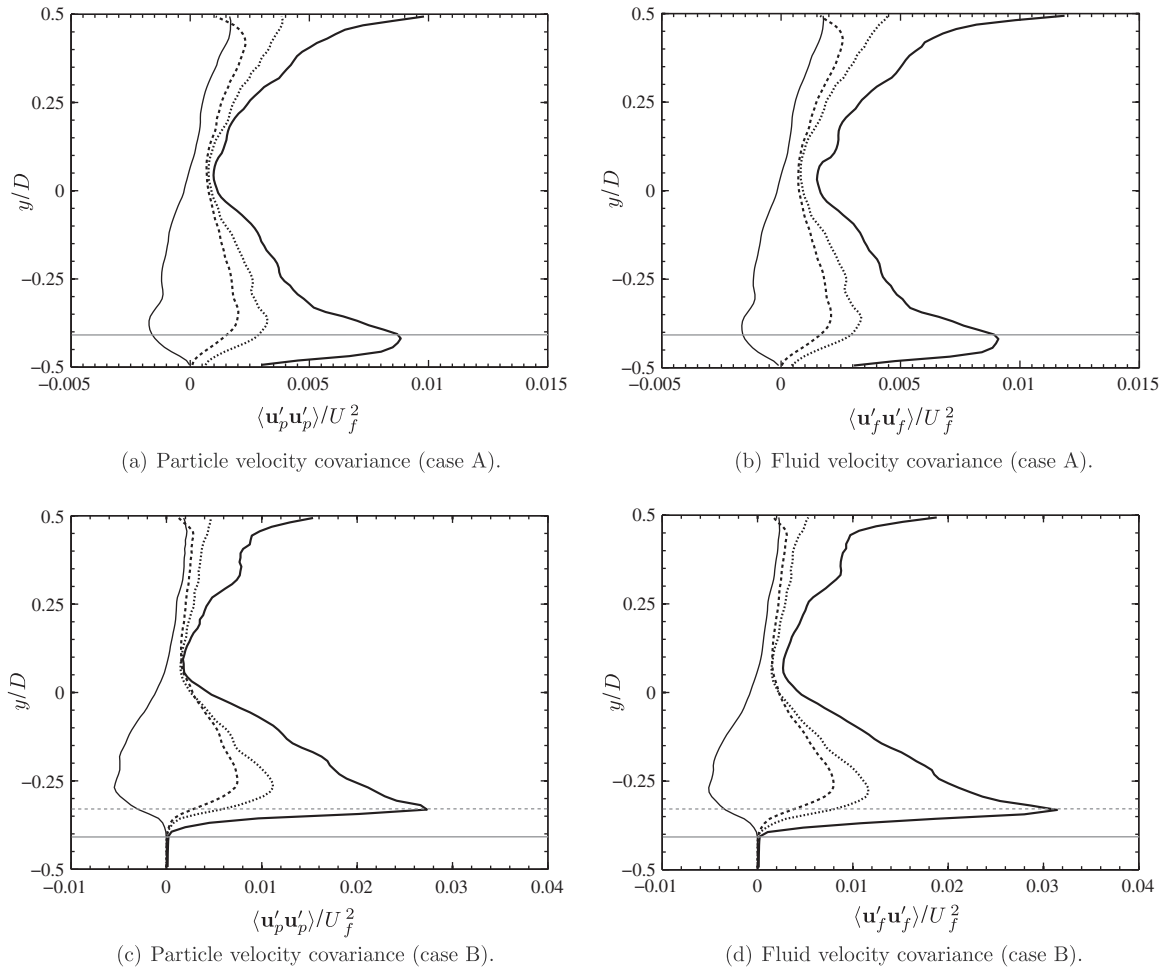 0.5
0.25
0
−0.25
−0.5
y/D
−0.005 0 0.005 0.01 0.015
⟨u′pu′p⟩/U²f
(a) Particle velocity covariance (case A).
0.5
0.25
0
−0.25
−0.5
y/D
−0.005 0 0.005 0.01 0.015
⟨u′fu′f⟩/U²f
(b) Fluid velocity covariance (case A).
0.5
0.25
0
−0.25
−0.5
y/D
−0.01 0 0.01 0.02 0.03 0.04
⟨u′pu′p⟩/U²f
(c) Particle velocity covariance (case B).
0.5
0.25
0
−0.25
−0.5
y/D
−0.01 0 0.01 0.02 0.03 0.04
⟨u′fu′f⟩/U²f
(d) Fluid velocity covariance (case B).